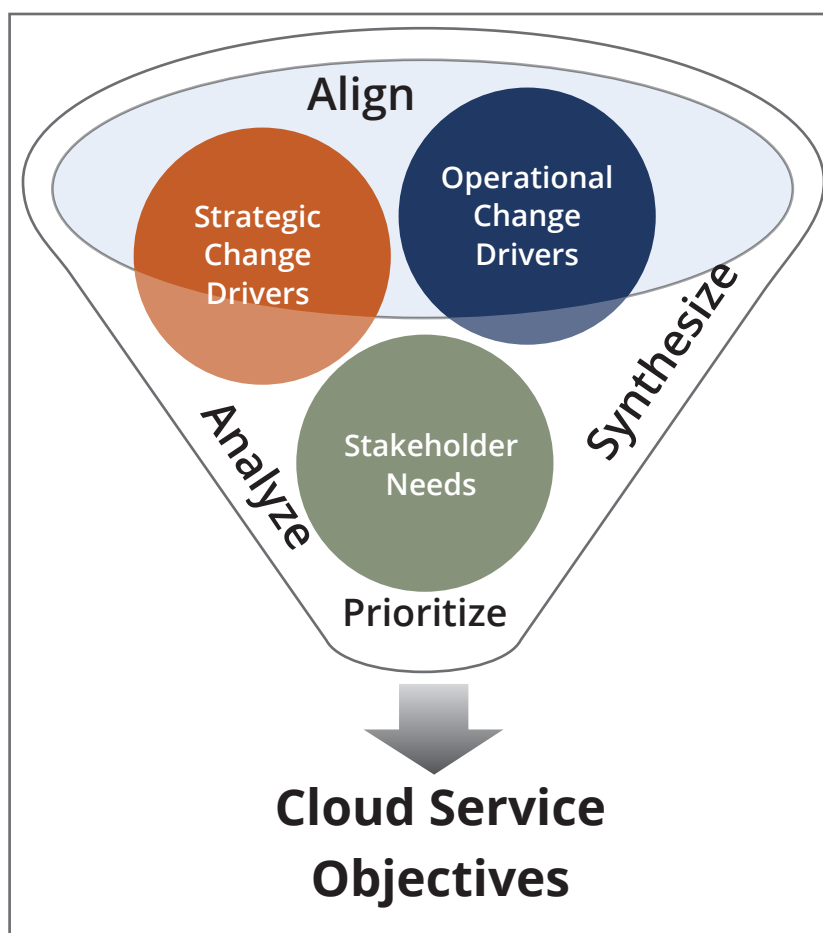 Align
Strategic
Change
Drivers
Operational
Change
Drivers
Analyze
Synthesize
Stakeholder
Needs
Prioritize
Cloud Service
Objectives